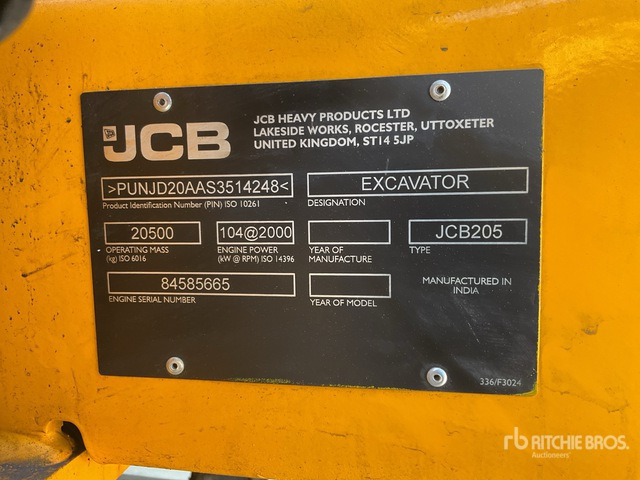 JCB
JCB HEAVY PRODUCTS LTD
LAKESIDE WORKS, ROCESTER, UTTOXETER
UNITED KINGDOM, ST14 5JP
>PUNJD20AAS3514248<
Product Identification Number (PIN) ISO 10261
EXCAVATOR
DESIGNATION
20500
OPERATING MASS
(kg) ISO 6016
104@2000
ENGINE POWER
(kW @ RPM) ISO 14396
YEAR OF
MANUFACTURE
JCB205
TYPE
84585665
ENGINE SERIAL NUMBER
YEAR OF MODEL
MANUFACTURED IN
INDIA
336/F3024
rb RITCHIE BROS.
Auctioneers